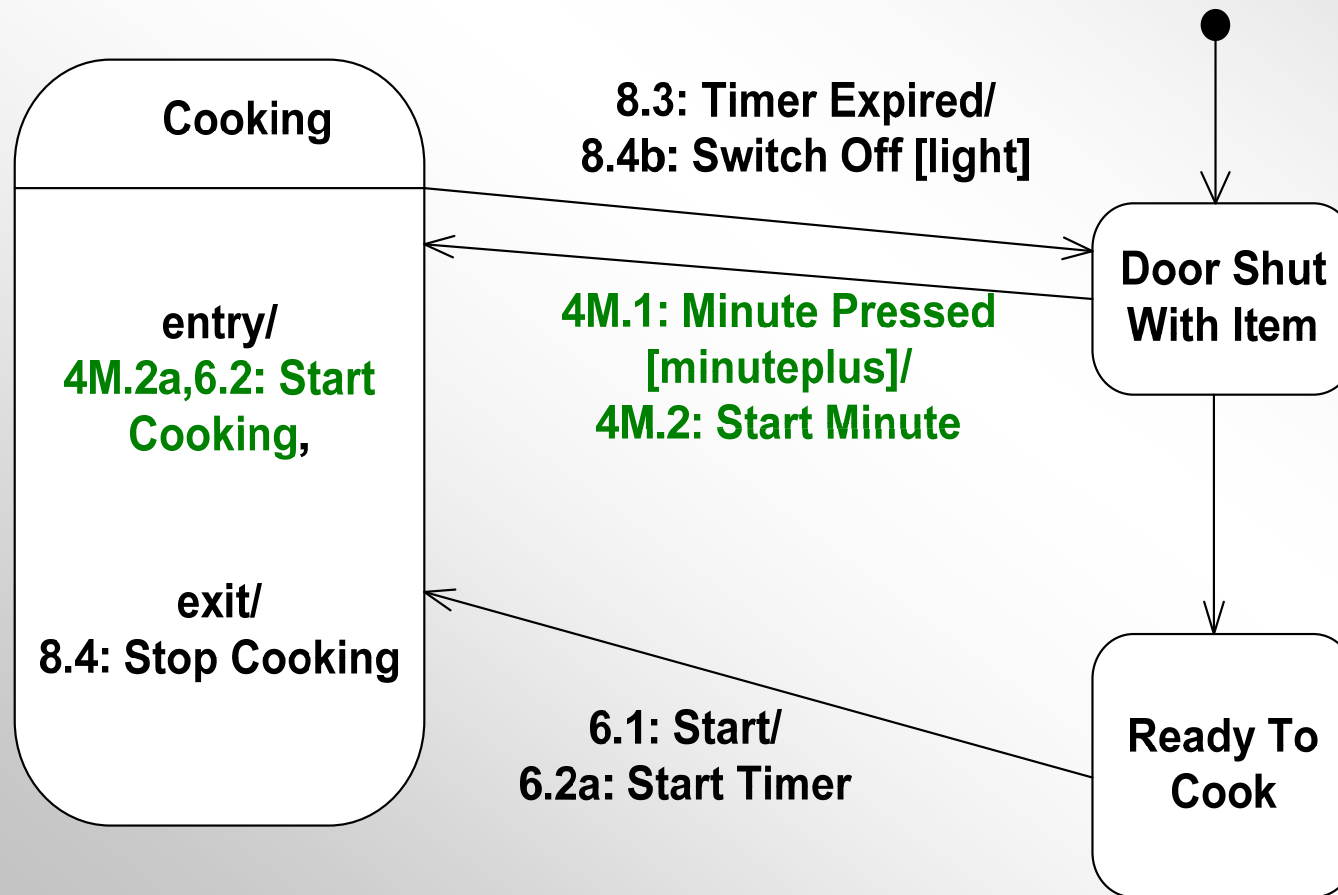 Cooking
entry/
4M.2a,6.2: Start
Cooking,
exit/
8.4: Stop Cooking
8.3: Timer Expired/
8.4b: Switch Off [light]
4M.1: Minute Pressed
[minuteplus]/
4M.2: Start Minute
6.1: Start/
6.2a: Start Timer
Door Shut
With Item
Ready To
Cook